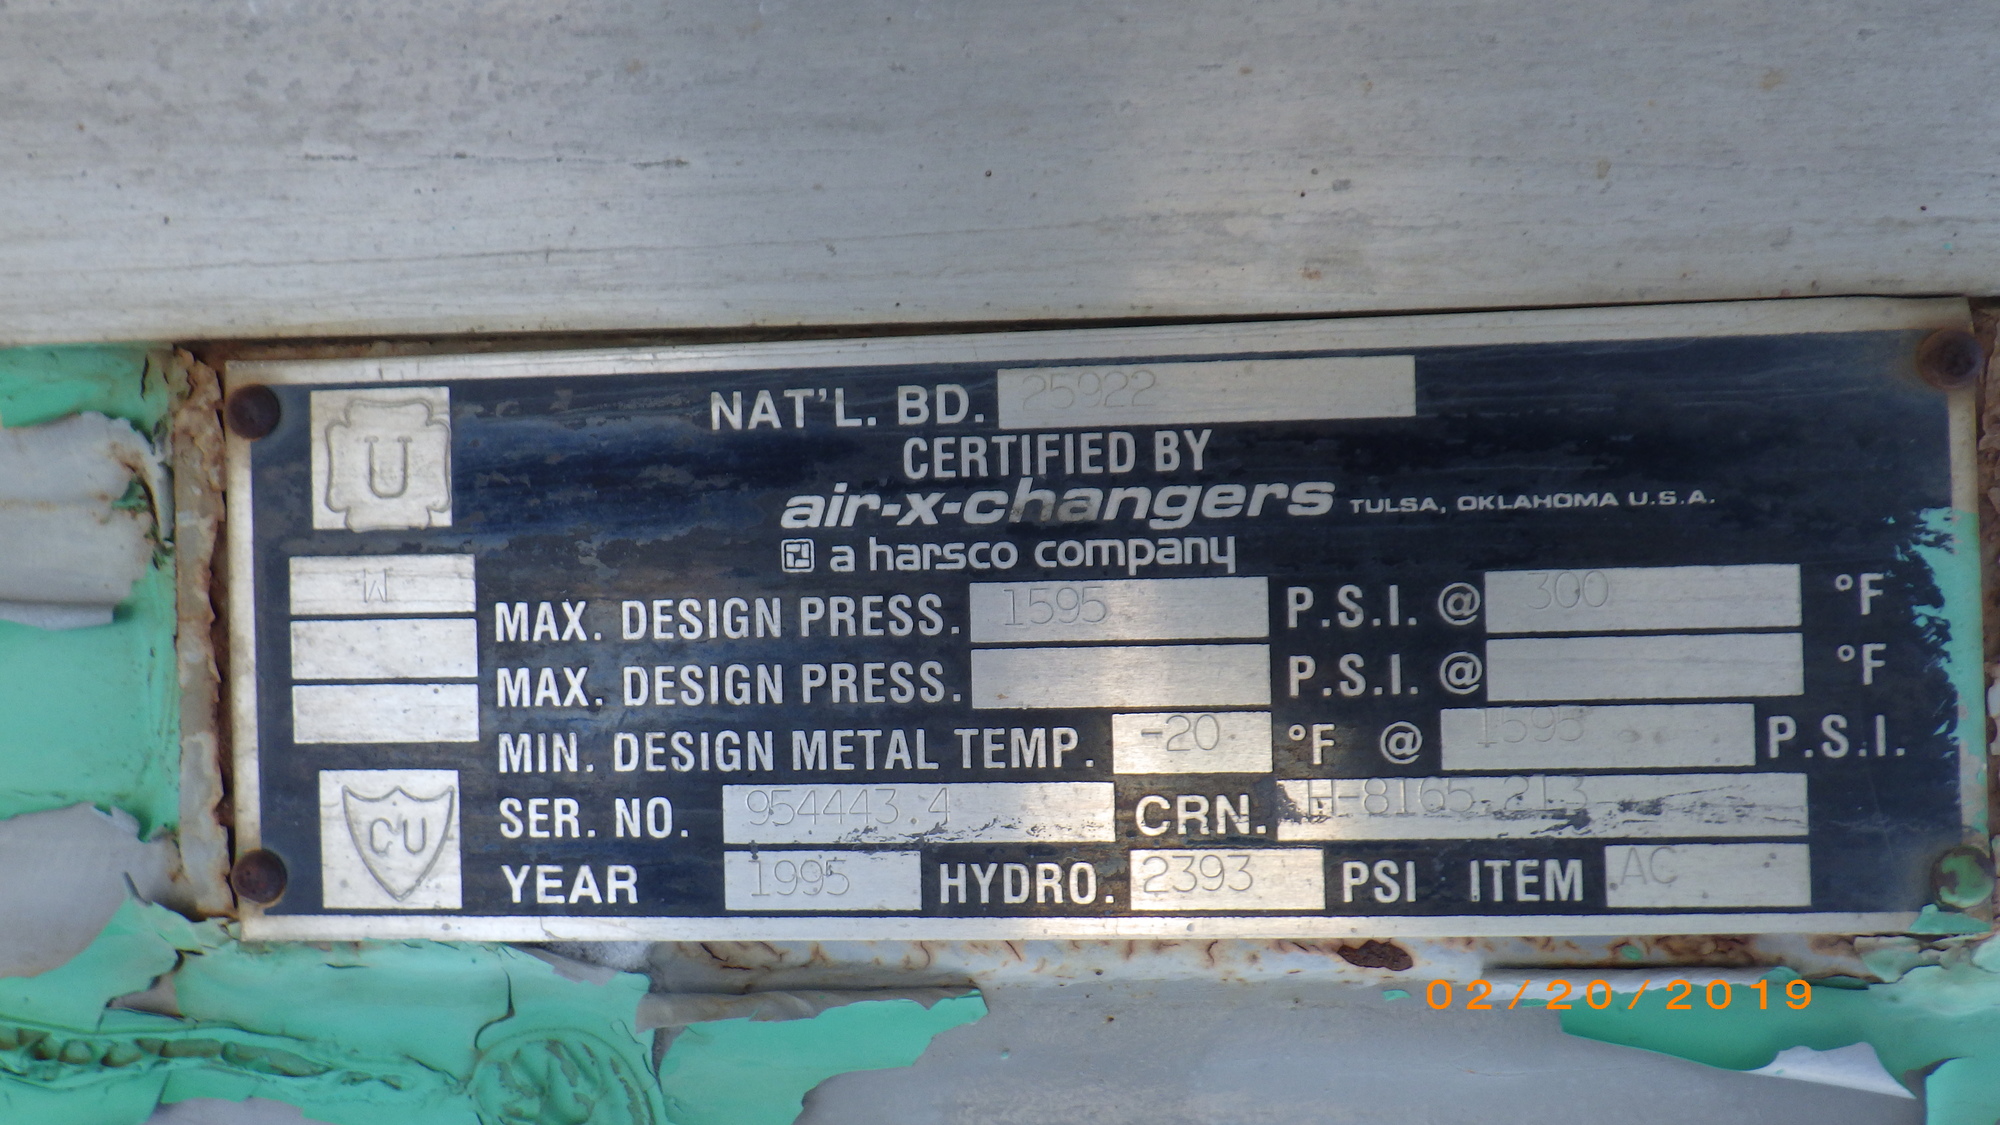 U
NAT'L. BD. 25922
CERTIFIED BY
air-x-changers TULSA, OKLAHOMA U.S.A.
a harsco company
W
MAX. DESIGN PRESS. 1595 P.S.I. @ 300 °F
MAX. DESIGN PRESS. P.S.I. @ °F
MIN. DESIGN METAL TEMP. -20 °F @ 1595 P.S.I.
CU
SER. NO. 954443.4 CRN. H-8165.213
YEAR 1995 HYDRO. 2393 PSI ITEM AC
02/20/2019